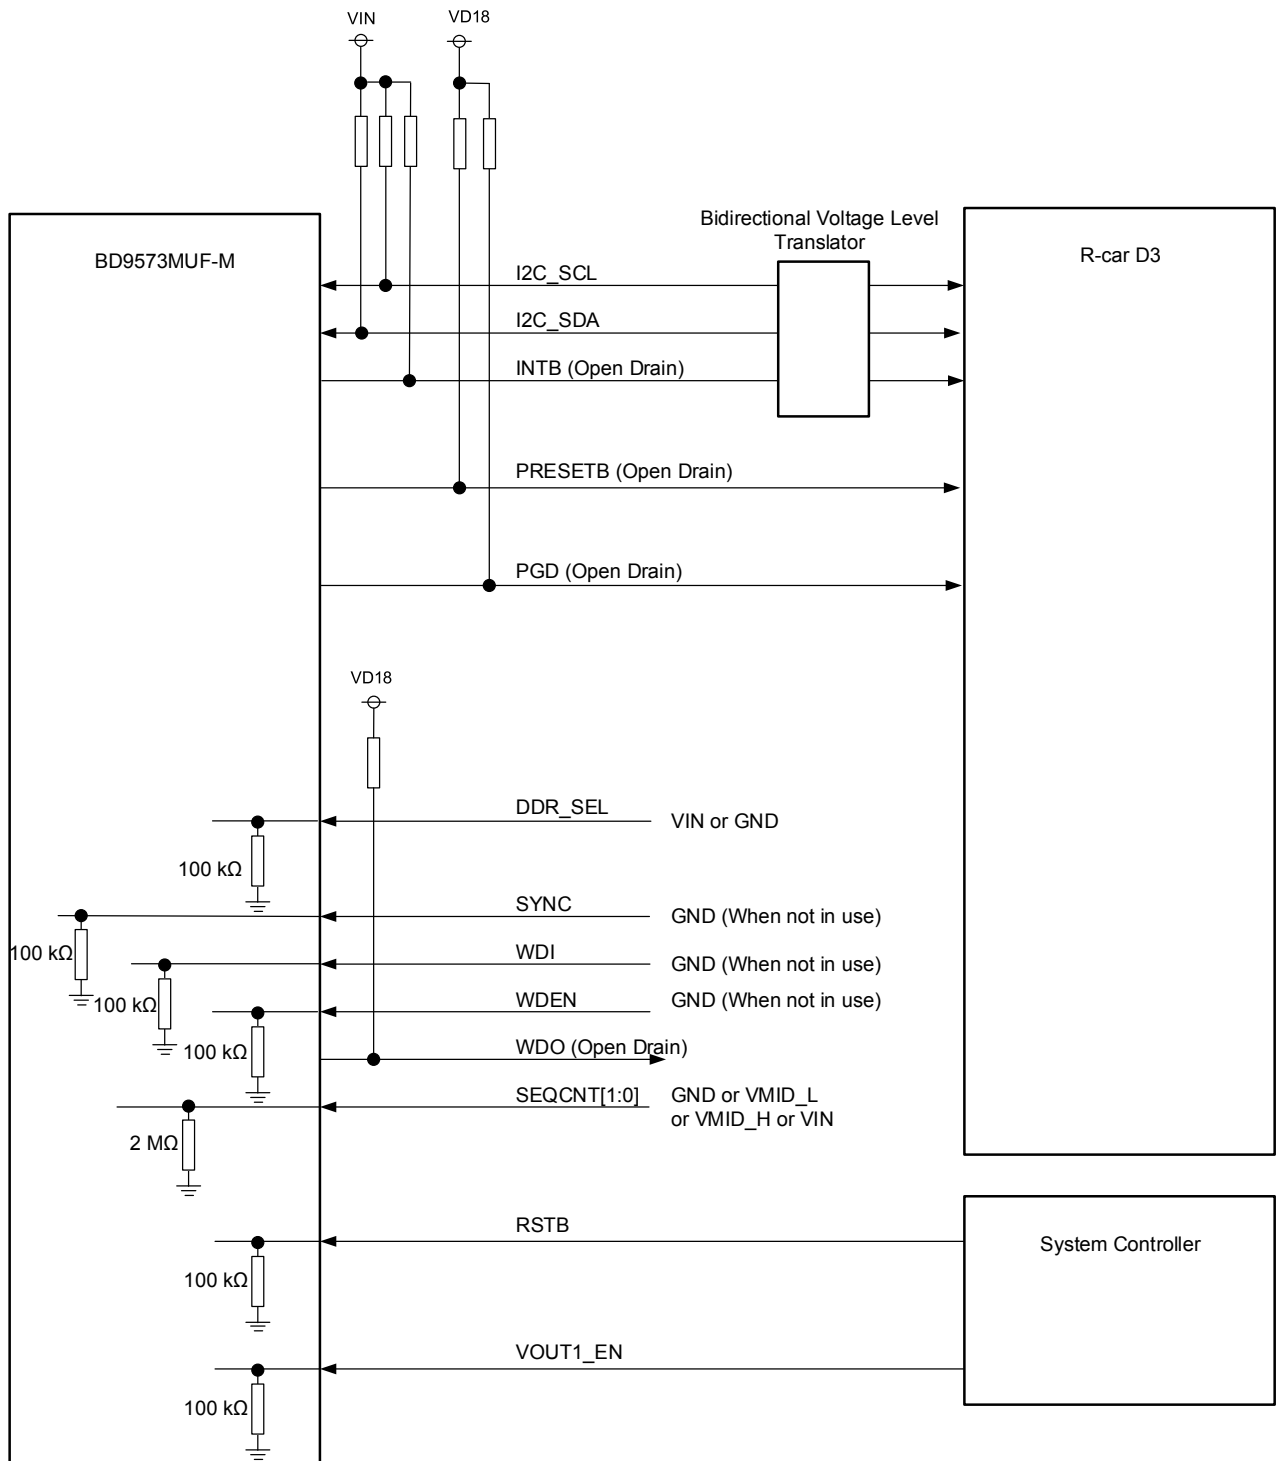 VIN
VD18
Bidirectional Voltage Level
Translator
BD9573MUF-M
R-car D3
I2C_SCL
I2C_SDA
INTB (Open Drain)
PRESETB (Open Drain)
PGD (Open Drain)
VD18
DDR_SEL
VIN or GND
100 kΩ
SYNC
GND (When not in use)
100 kΩ
WDI
GND (When not in use)
100 kΩ
WDEN
GND (When not in use)
100 kΩ
WDO (Open Drain)
SEQCNT[1:0]
GND or VMID_L
or VMID_H or VIN
2 MΩ
RSTB
System Controller
100 kΩ
VOUT1_EN
100 kΩ